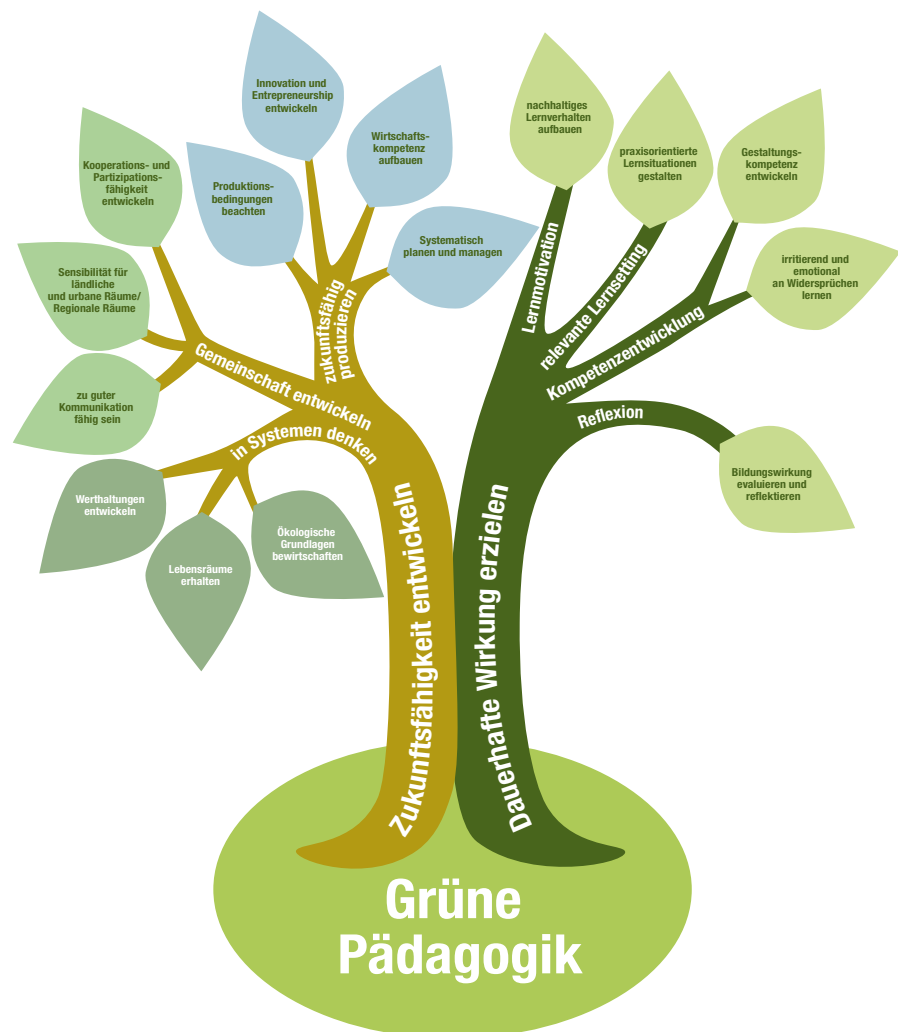 Innovation und
Entrepreneurship
entwickeln
Wirtschafts-
kompetenz
aufbauen
Kooperations- und
Partizipations-
fähigkeit
entwickeln
Produktions-
bedingungen
beachten
Systematisch
planen und managen
Sensibilität für
ländliche
und urbane Räume/
Regionale Räume
zu guter
Kommunikation
fähig sein
Werthaltungen
entwickeln
Lebensräume
erhalten
Ökologische
Grundlagen
bewirtschaften
zukunftsfähig
produzieren
Gemeinschaft entwickeln
in Systemen denken
Zukunftsfähigkeit entwickeln
nachhaltiges
Lernverhalten
aufbauen
praxisorientierte
Lernsituationen
gestalten
Gestaltungs-
kompetenz
entwickeln
irritierend und
emotional
an Widersprüchen
lernen
Bildungswirkung
evaluieren und
reflektieren
Lernmotivation
relevante Lernsetting
Kompetenzentwicklung
Reflexion
Dauerhafte Wirkung erzielen
Grüne
Pädagogik